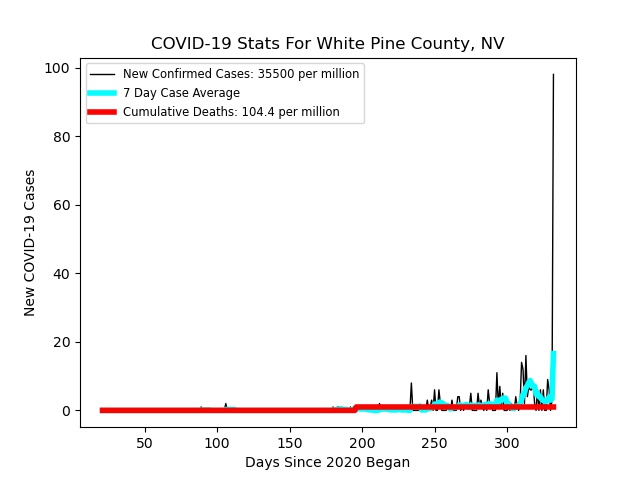 COVID-19 Stats For White Pine County, NV
New Confirmed Cases: 35500 per million
7 Day Case Average
Cumulative Deaths: 104.4 per million
100
80
60
40
20
0
New COVID-19 Cases
50 100 150 200 250 300
Days Since 2020 Began